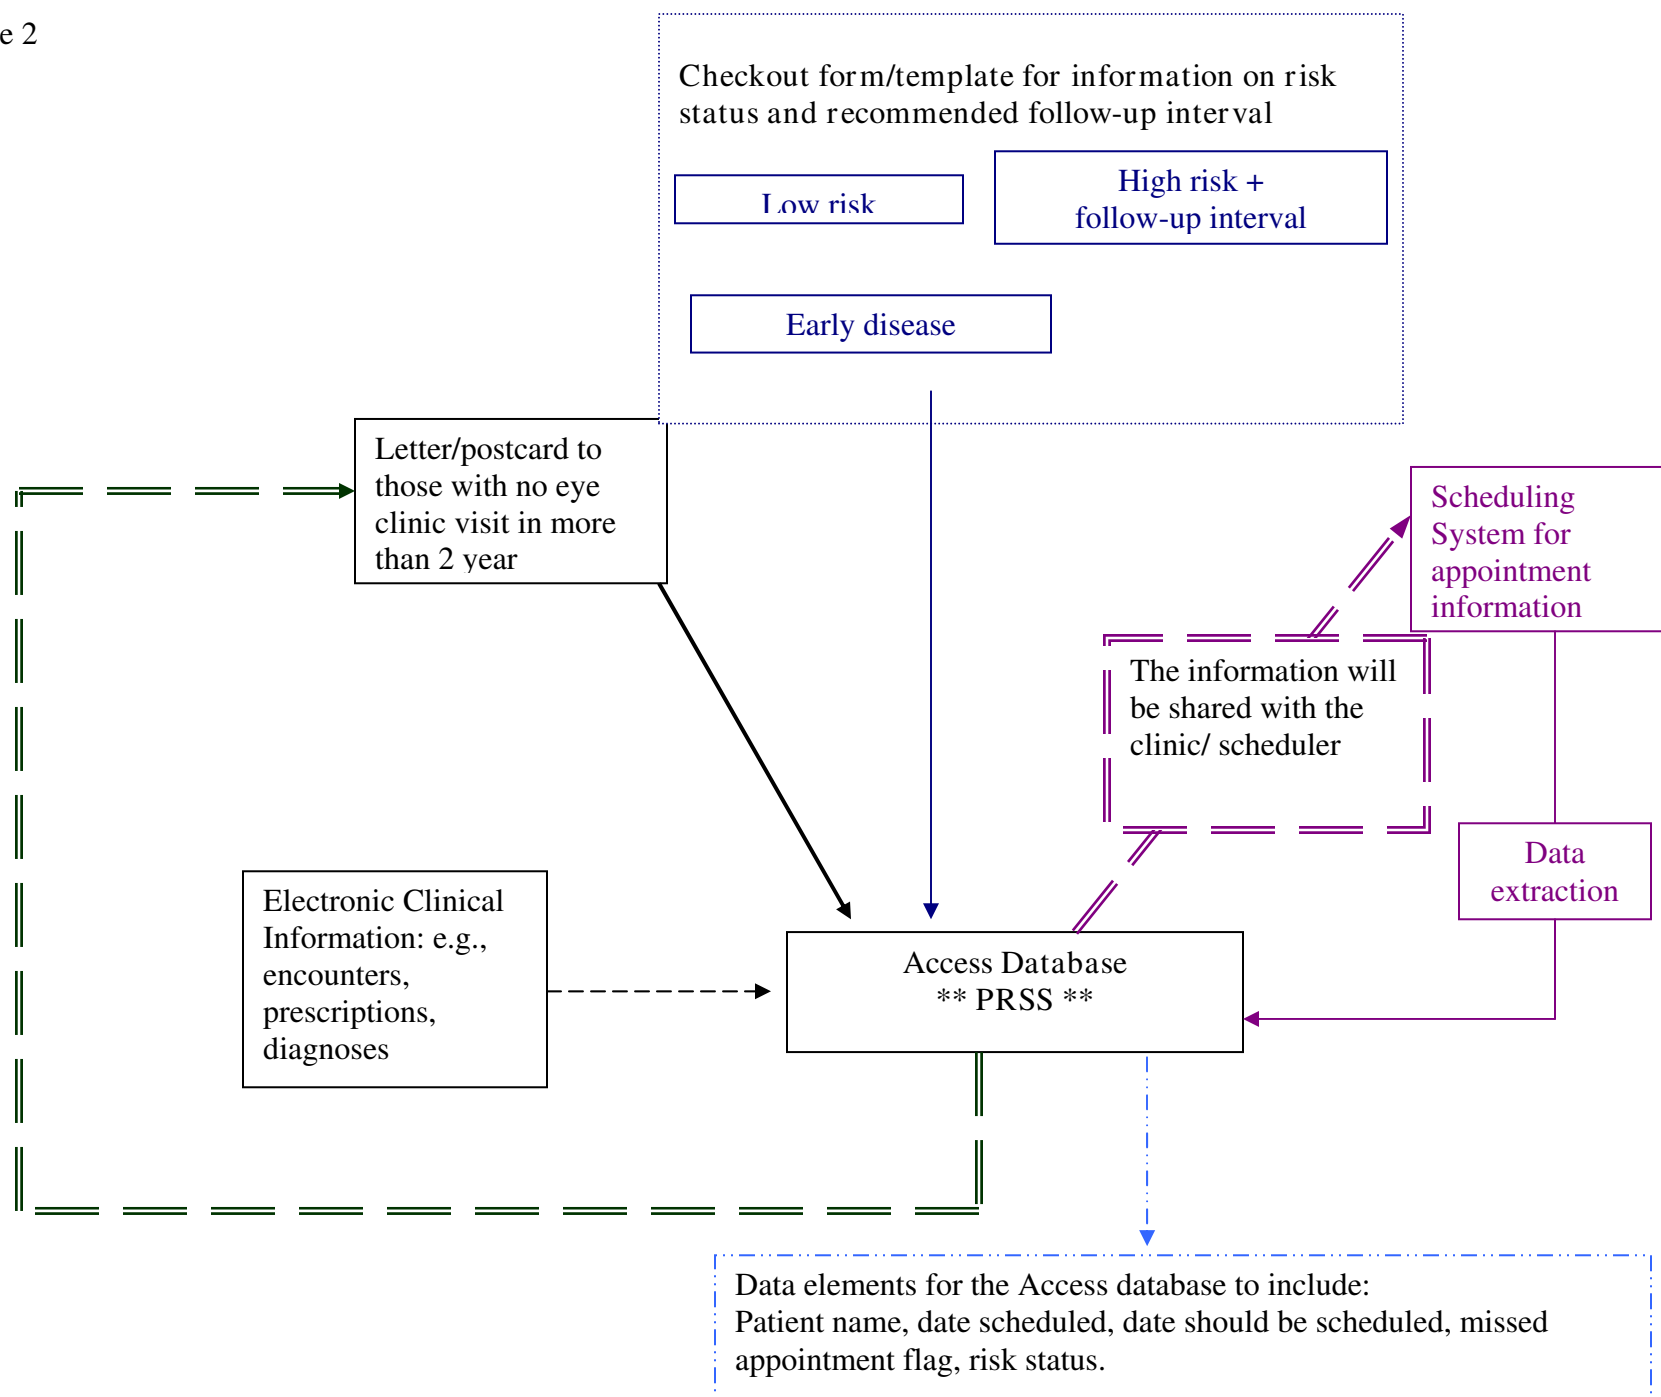 e 2
Checkout form/template for information on risk
status and recommended follow-up interval
Low risk
High risk +
follow-up interval
Early disease
Letter/postcard to
those with no eye
clinic visit in more
than 2 year
Scheduling
System for
appointment
information
The information will
be shared with the
clinic/ scheduler
Data
extraction
Electronic Clinical
Information: e.g.,
encounters,
prescriptions,
diagnoses
Access Database
** PRSS **
Data elements for the Access database to include:
Patient name, date scheduled, date should be scheduled, missed
appointment flag, risk status.